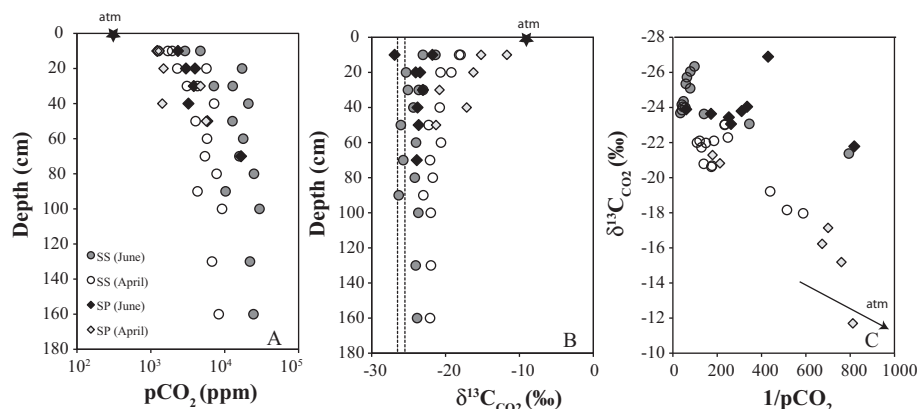 atm
0
20
40
60
80
100
120
140
160
180
Depth (cm)
SS (June)
SS (April)
SP (June)
SP (April)
A
10² 10³ 10⁴ 10⁵
pCO₂ (ppm)
atm
0
20
40
60
80
100
120
140
160
180
Depth (cm)
B
-30 -20 -10 0
δ¹³C_CO2 (‰)
-28
-26
-24
-22
-20
-18
-16
-14
-12
-10
δ¹³C_CO2 (‰)
atm
C
0 200 400 600 800 1000
1/pCO₂